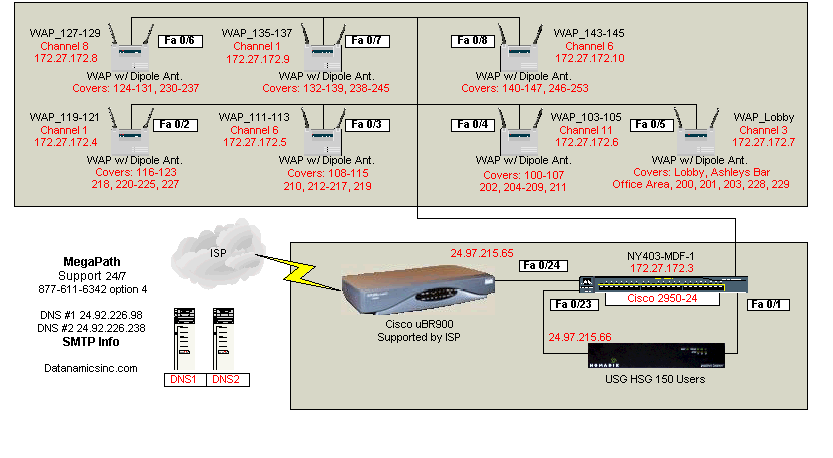 WAP_127-129
Channel 8
172.27.172.8
Fa 0/6
WAP w/ Dipole Ant.
Covers: 124-131, 230-237
WAP_135-137
Channel 1
172.27.172.9
Fa 0/7
WAP w/ Dipole Ant.
Covers: 132-139, 238-245
Fa 0/8
WAP_143-145
Channel 6
172.27.172.10
WAP w/ Dipole Ant.
Covers: 140-147, 246-253
WAP_119-121
Channel 1
172.27.172.4
Fa 0/2
WAP w/ Dipole Ant.
Covers: 116-123
218, 220-225, 227
WAP_111-113
Channel 6
172.27.172.5
Fa 0/3
WAP w/ Dipole Ant.
Covers: 108-115
210, 212-217, 219
Fa 0/4
WAP_103-105
Channel 11
172.27.172.6
WAP w/ Dipole Ant.
Covers: 100-107
202, 204-209, 211
Fa 0/5
WAP_Lobby
Channel 3
172.27.172.7
WAP w/ Dipole Ant.
Covers: Lobby, Ashleys Bar
Office Area, 200, 201, 203, 228, 229
ISP
MegaPath
Support 24/7
877-611-6342 option 4
DNS #1 24.92.226.98
DNS #2 24.92.226.238
SMTP Info
Datanamicsinc.com
DNS1
DNS2
24.97.215.65
Cisco uBR900
Supported by ISP
Fa 0/24
NY403-MDF-1
172.27.172.3
Cisco 2950-24
Fa 0/23
Fa 0/1
24.97.215.66
NOMADIX
USG HSG 150 Users